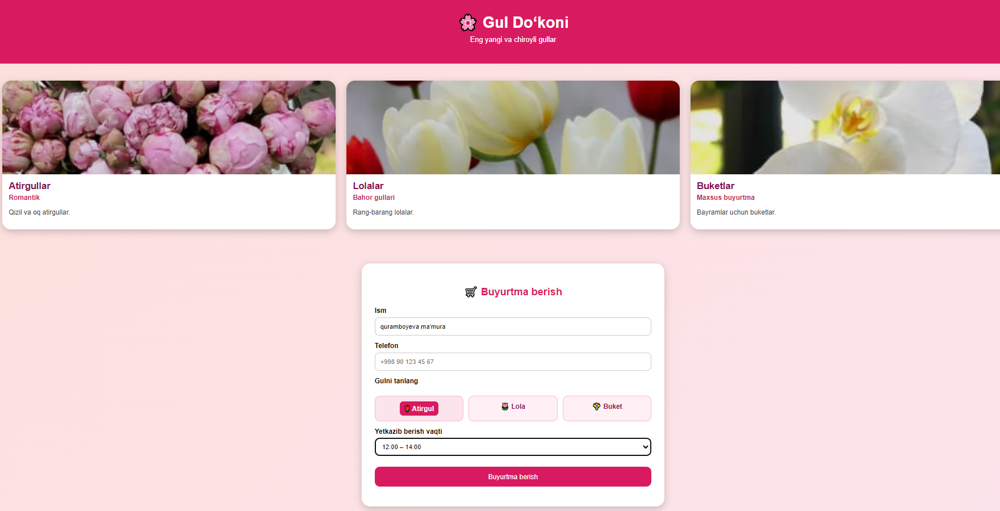 Gul Do‘koni
Eng yangi va chiroyli gullar
Atirgullar
Romantik
Qizil va oq atirgullar.
Lolalar
Bahor gullari
Rang-barang lolalar.
Buketlar
Maxsus buyurtma
Bayramlar uchun buketlar.
Buyurtma berish
Ism
quramboyeva ma'mura
Telefon
+998 90 123 45 67
Gulni tanlang
Atirgul
Lola
Buket
Yetkazib berish vaqti
12:00 – 14:00
Buyurtma berish